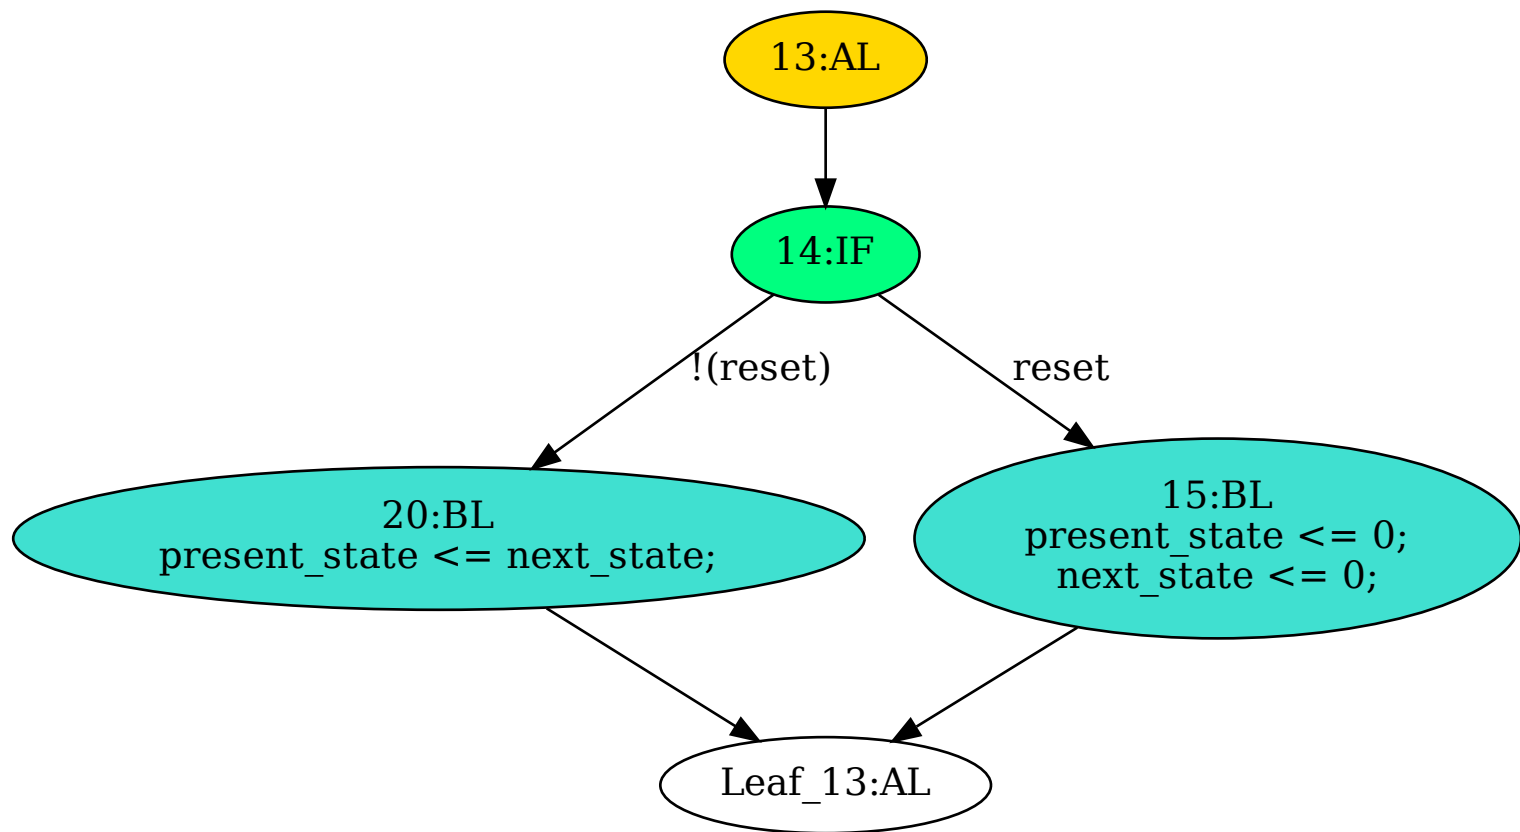 13:AL
14:IF
!(reset)
reset
20:BL
present_state <= next_state;
15:BL
present_state <= 0;
next_state <= 0;
Leaf_13:AL